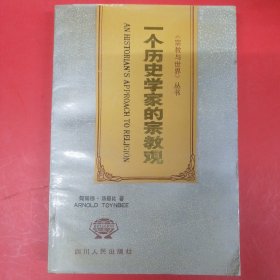 《宗教与世界》丛书
一个历史学家的宗教观
AN HISTORIAN'S APPROACH TO RELIGION
阿诺德·汤因比 著
ARNOLD TOYNBEE
四川人民出版社